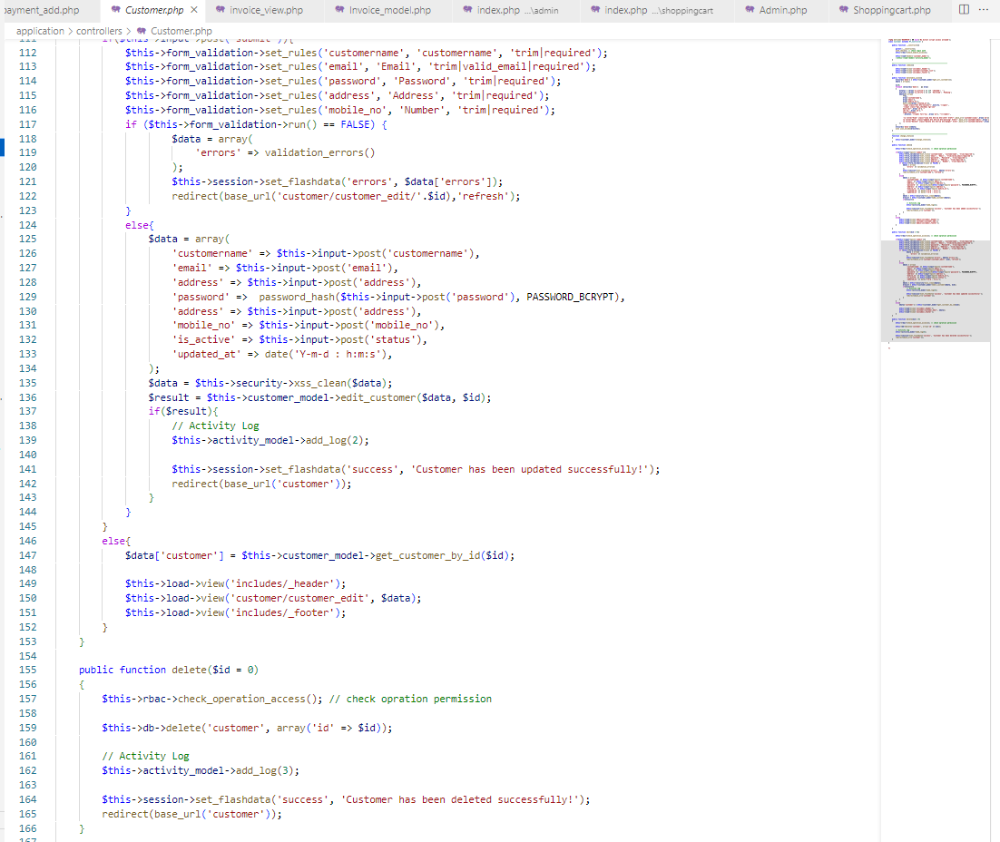 payment_add.php Customer.php × invoice_view.php Invoice_model.php index.php ...\admin index.php ...\shoppingcart Admin.php Shoppingcart.php ···
application > controllers > Customer.php
111 if($this->input->post('submit')){
112 $this->form_validation->set_rules('customername', 'customername', 'trim|required');
113 $this->form_validation->set_rules('email', 'Email', 'trim|valid_email|required');
114 $this->form_validation->set_rules('password', 'Password', 'trim|required');
115 $this->form_validation->set_rules('address', 'Address', 'trim|required');
116 $this->form_validation->set_rules('mobile_no', 'Number', 'trim|required');
117 if ($this->form_validation->run() == FALSE) {
118 $data = array(
119 'errors' => validation_errors()
120 );
121 $this->session->set_flashdata('errors', $data['errors']);
122 redirect(base_url('customer/customer_edit/'.$id),'refresh');
123 }
124 else{
125 $data = array(
126 'customername' => $this->input->post('customername'),
127 'email' => $this->input->post('email'),
128 'address' => $this->input->post('address'),
129 'password' =>  password_hash($this->input->post('password'), PASSWORD_BCRYPT),
130 'address' => $this->input->post('address'),
131 'mobile_no' => $this->input->post('mobile_no'),
132 'is_active' => $this->input->post('status'),
133 'updated_at' => date('Y-m-d : h:m:s'),
134 );
135 $data = $this->security->xss_clean($data);
136 $result = $this->customer_model->edit_customer($data, $id);
137 if($result){
138 // Activity Log
139 $this->activity_model->add_log(2);
140
141 $this->session->set_flashdata('success', 'Customer has been updated successfully!');
142 redirect(base_url('customer'));
143 }
144 }
145 }
146 else{
147 $data['customer'] = $this->customer_model->get_customer_by_id($id);
148
149 $this->load->view('includes/_header');
150 $this->load->view('customer/customer_edit', $data);
151 $this->load->view('includes/_footer');
152 }
153 }
154
155 public function delete($id = 0)
156 {
157 $this->rbac->check_operation_access(); // check opration permission
158
159 $this->db->delete('customer', array('id' => $id));
160
161 // Activity Log
162 $this->activity_model->add_log(3);
163
164 $this->session->set_flashdata('success', 'Customer has been deleted successfully!');
165 redirect(base_url('customer'));
166 }
167